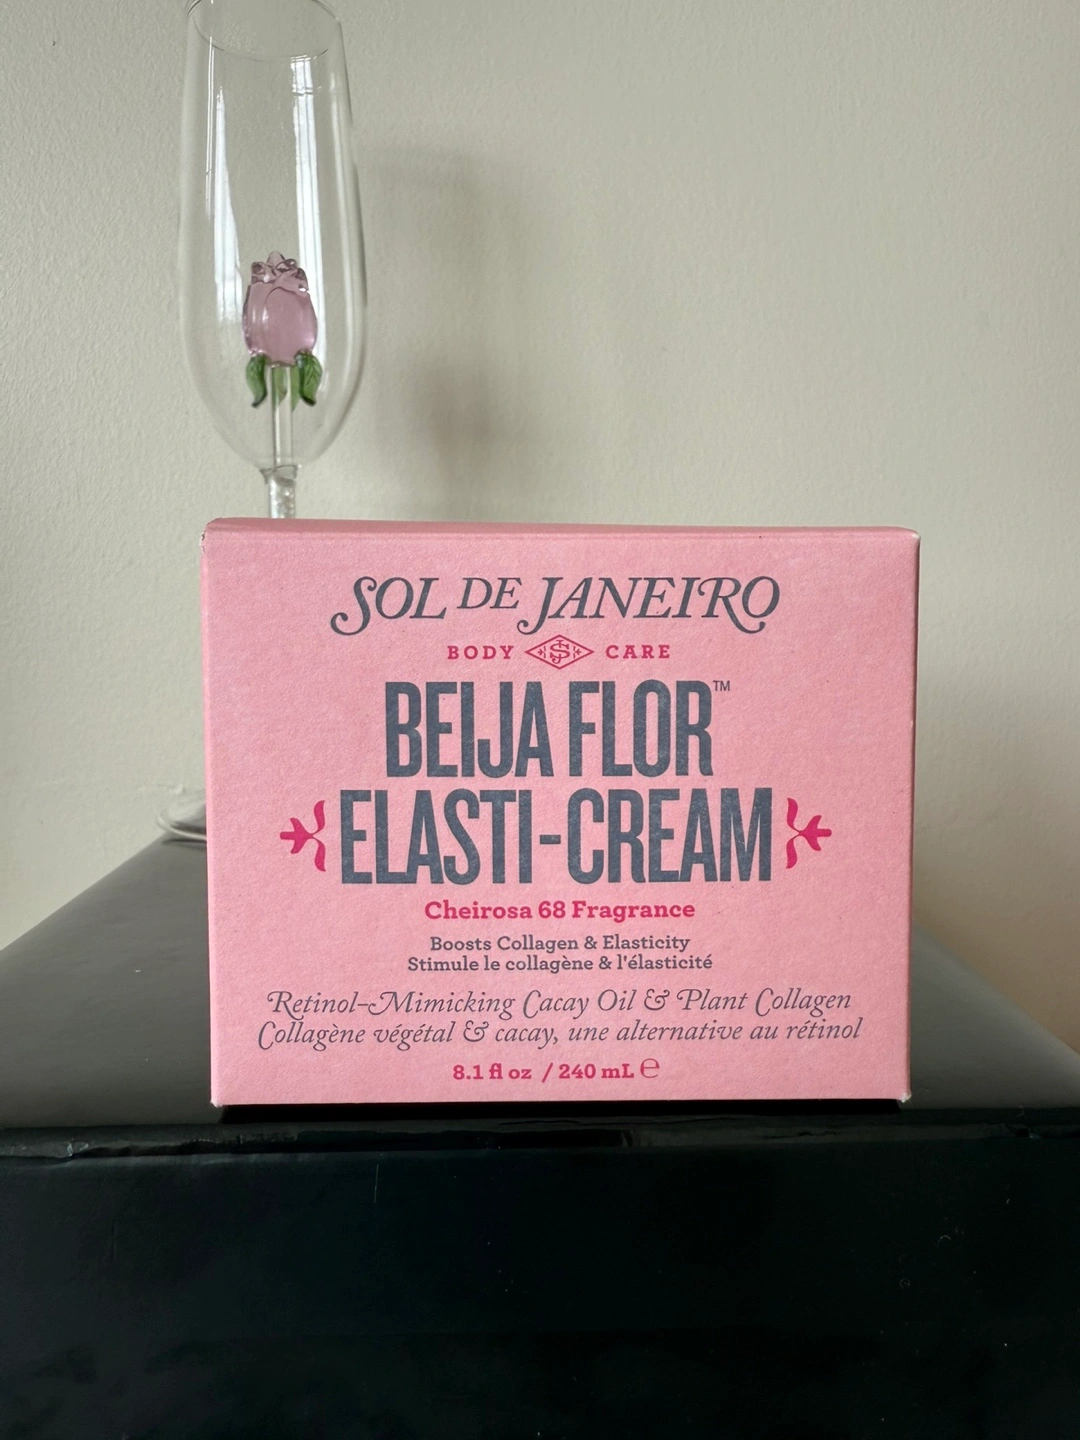 SOL DE JANEIRO
BODY SJ CARE
BEIJA FLOR™
ELASTI-CREAM
Cheirosa 68 Fragrance
Boosts Collagen & Elasticity
Stimule le collagène & l'élasticité
Retinol-Mimicking Cacay Oil & Plant Collagen
Collagène végétal & cacay, une alternative au rétinol
8.1 fl oz / 240 mL ℮